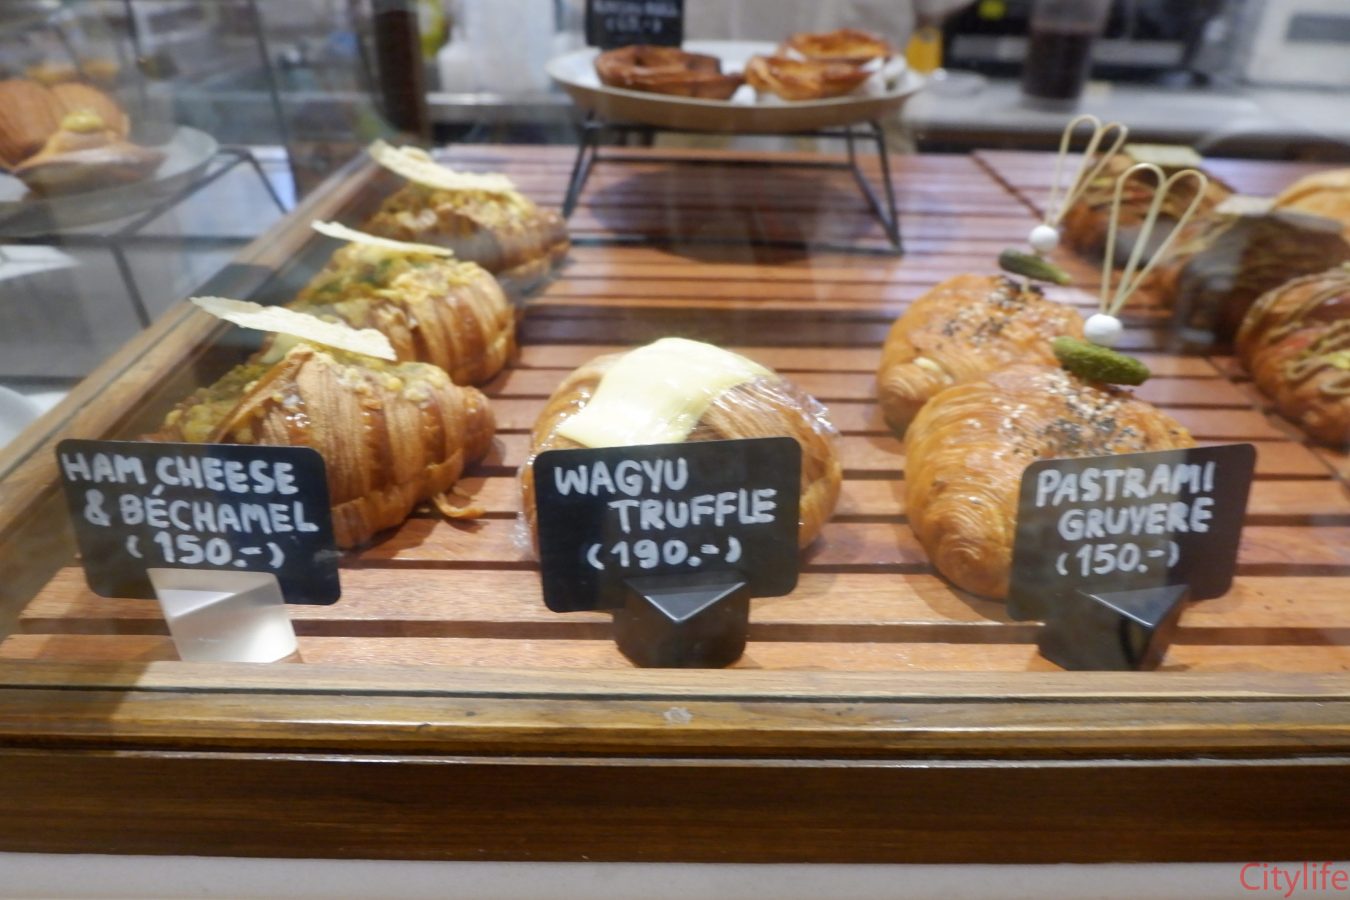 HAM, CHEESE
& BÉCHAMEL
(150.-)
WAGYU
TRUFFLE
(190.-)
PASTRAMI
GRUYERE
(150.-)
Citylife